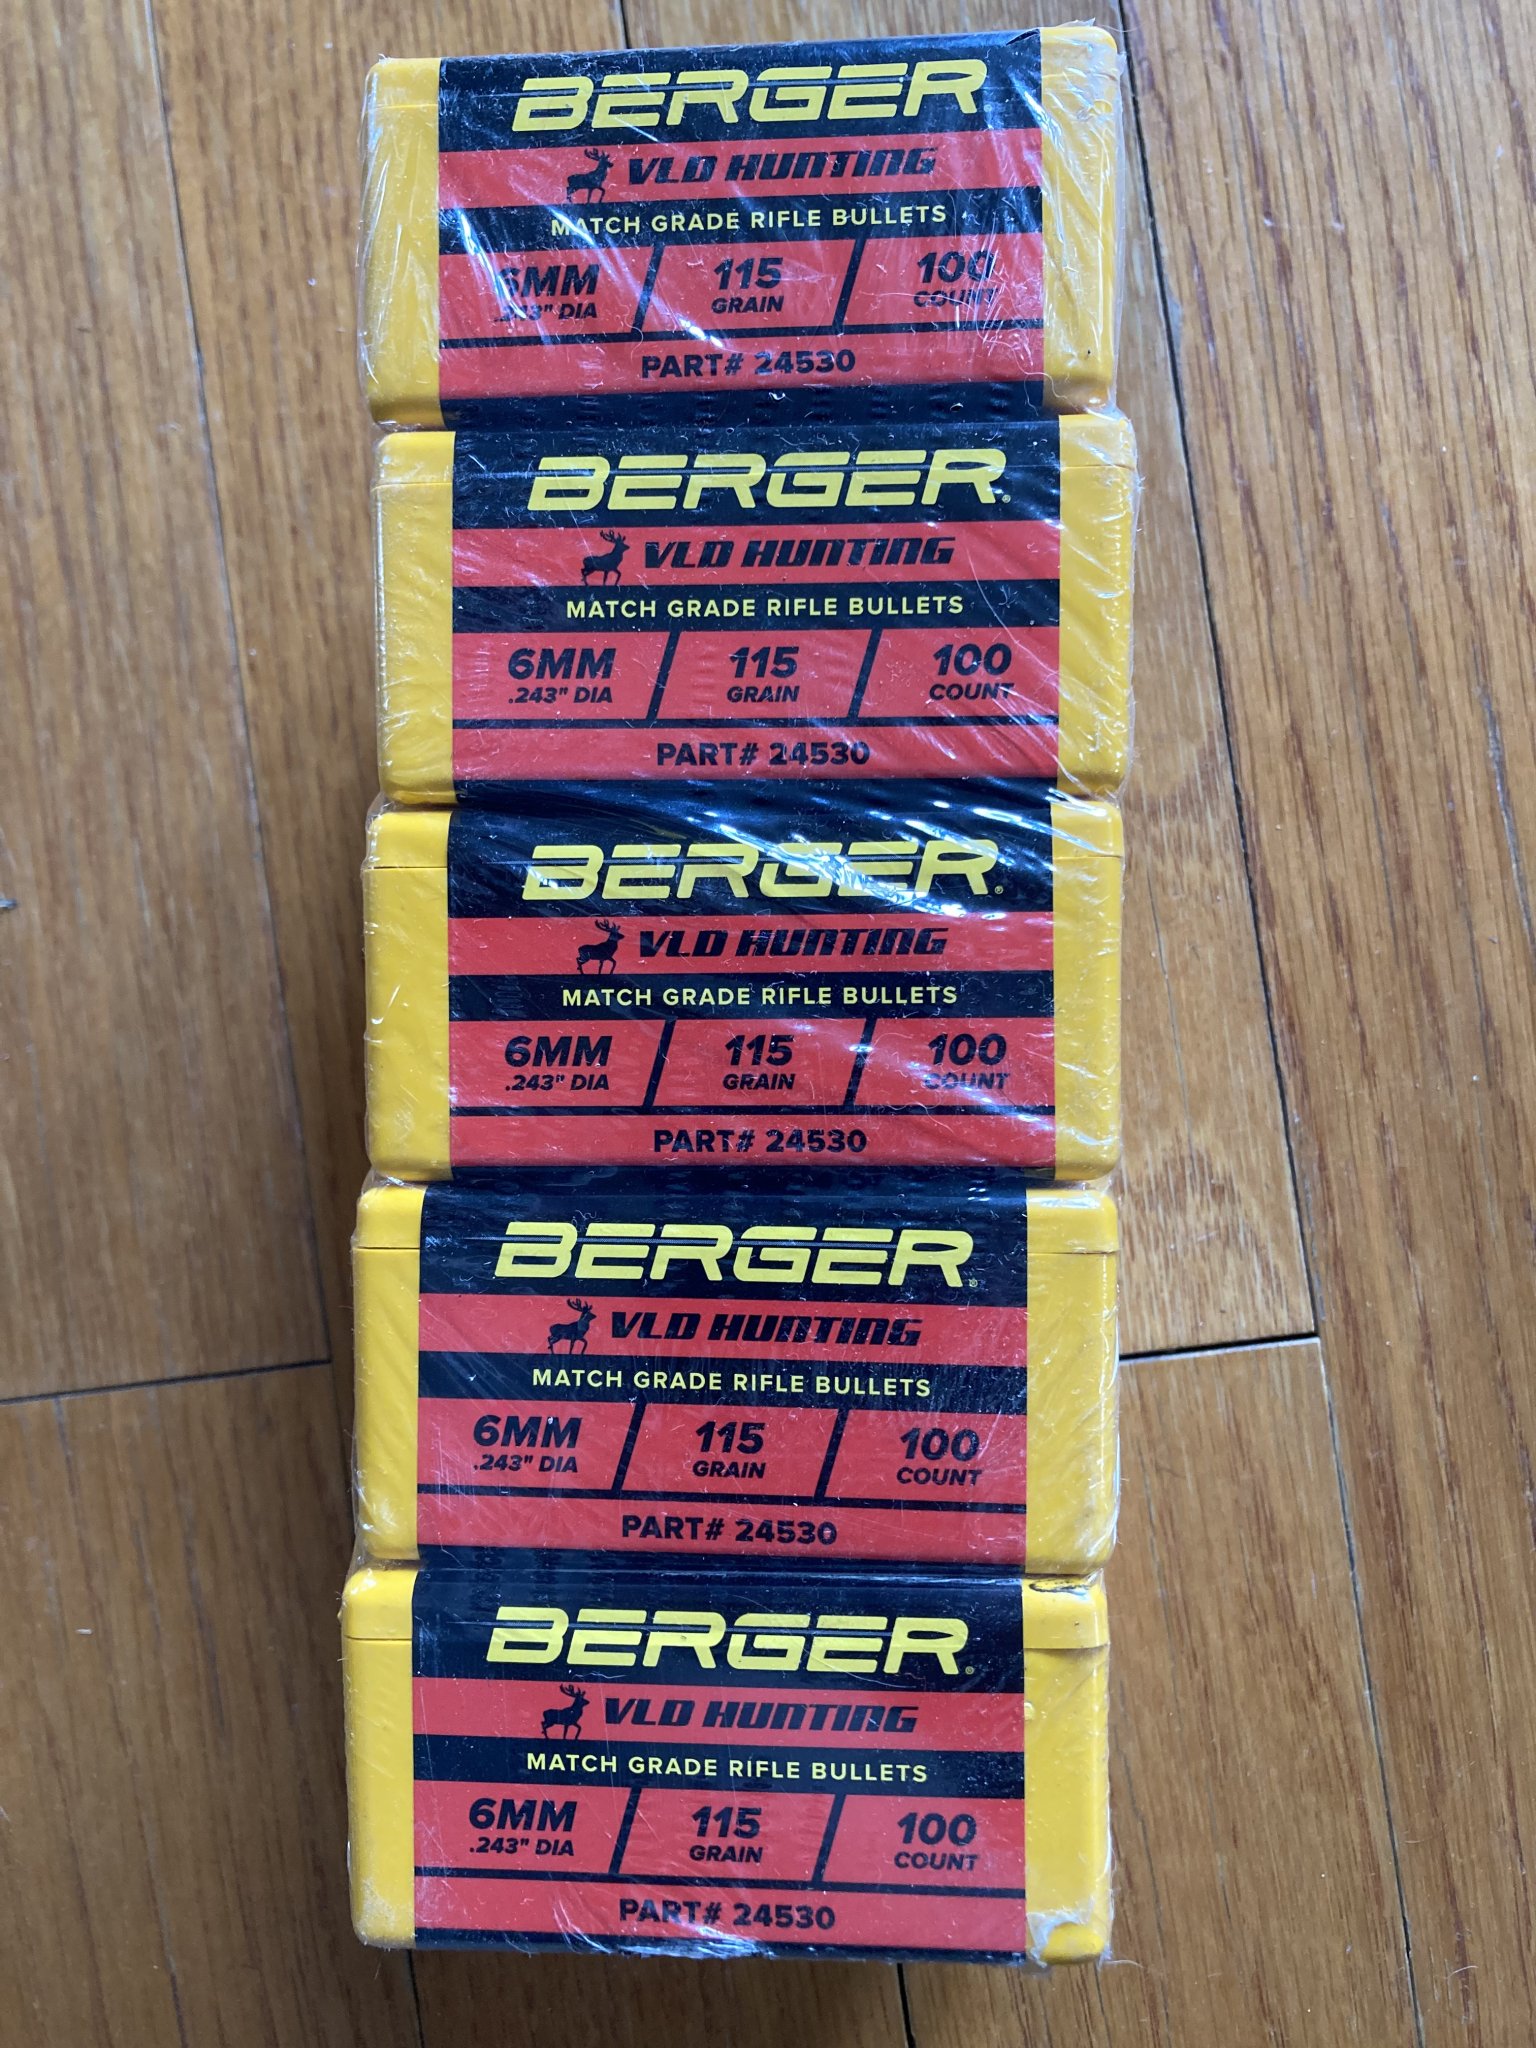 BERGER
VLD HUNTING
MATCH GRADE RIFLE BULLETS
6MM 115 100
.243" DIA GRAIN COUNT
PART# 24530
BERGER®
VLD HUNTING
MATCH GRADE RIFLE BULLETS
6MM 115 100
.243" DIA GRAIN COUNT
PART# 24530
BERGER®
VLD HUNTING
MATCH GRADE RIFLE BULLETS
6MM 115 100
.243" DIA GRAIN COUNT
PART# 24530
BERGER®
VLD HUNTING
MATCH GRADE RIFLE BULLETS
6MM 115 100
.243" DIA GRAIN COUNT
PART# 24530
BERGER®
VLD HUNTING
MATCH GRADE RIFLE BULLETS
6MM 115 100
.243" DIA GRAIN COUNT
PART# 24530